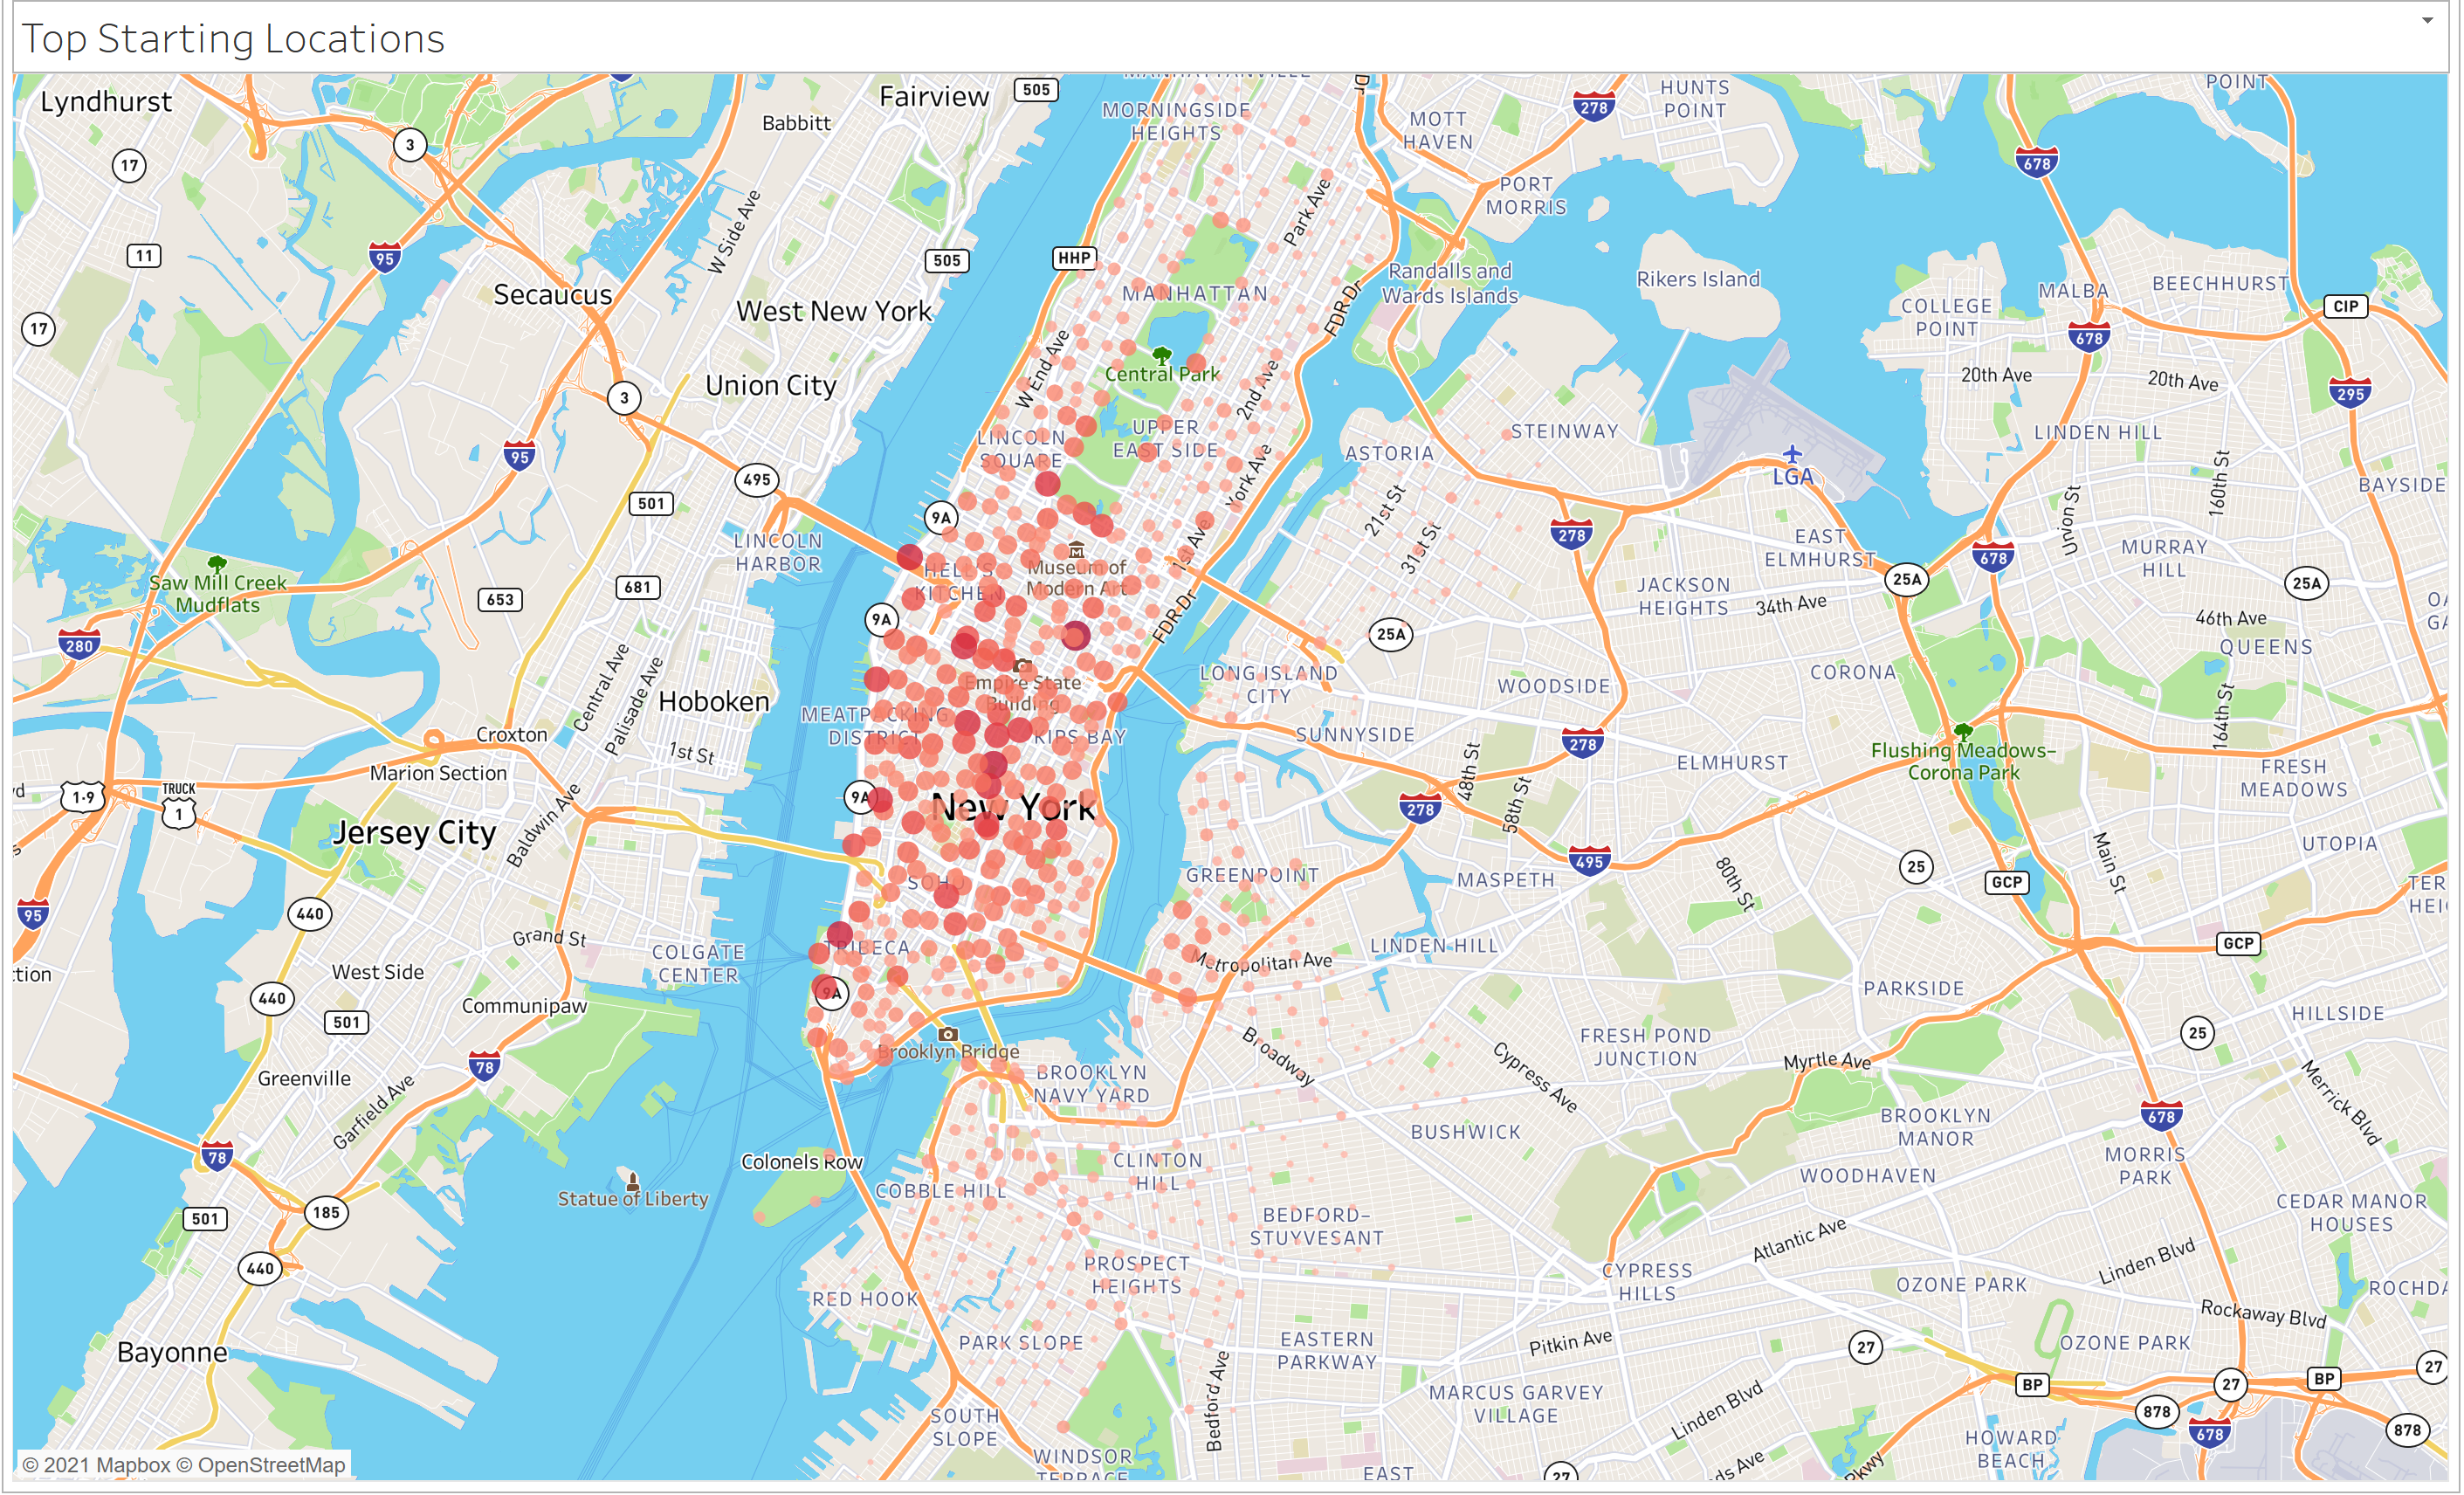 Top Starting Locations
MANHATTANVILLE
Lyndhurst
Fairview
505
Dr
HUNTS
POINT
POINT
278
MORNINGSIDE
HEIGHTS
Babbitt
MOTT
HAVEN
3
17
678
PORT
MORRIS
Park Ave
W Side Ave
11
95
505
HHP
Randalls and
Wards Islands
Rikers Island
MALBA
BEECHHURST
Secaucus
MANHATTAN
FDR Dr
COLLEGE
POINT
CIP
West New York
17
678
W End Ave
Central Park
20th Ave
20th Ave
Union City
2nd Ave
295
3
LINCOLN
SQUARE
UPPER
EAST SIDE
STEINWAY
LINDEN HILL
95
ASTORIA
York Ave
LGA
160th St
BAYSIDE
495
501
9A
21st St
Union St
278
31st St
LINCOLN
HARBOR
1st Ave
EAST
ELMHURST
678
MURRAY
HILL
Museum of
Modern Art
HELL'S
KITCHEN
Saw Mill Creek
Mudflats
653
681
25A
25A
JACKSON
HEIGHTS
34th Ave
9A
FDR Dr
25A
46th Ave
280
QUEENS
Central Ave
Palisade Ave
Hoboken
Empire State
Building
LONG ISLAND
CITY
WOODSIDE
CORONA
164th St
MEATPACKING
DISTRICT
KIPS BAY
Croxton
1st St
SUNNYSIDE
278
Flushing Meadows–
Corona Park
Marion Section
48th St
ELMHURST
FRESH
MEADOWS
1-9
TRUCK
1
9A
New York
278
58th St
Jersey City
Baldwin Ave
495
80th St
25
Main St
UTOPIA
SOHO
GREENPOINT
MASPETH
GCP
95
440
Grand St
TRIBECA
LINDEN HILL
GCP
COLGATE
CENTER
Metropolitan Ave
West Side
440
Communipaw
9A
PARKSIDE
501
HILLSIDE
25
Broadway
FRESH POND
JUNCTION
Cypress Ave
Brooklyn Bridge
Myrtle Ave
78
Greenville
Garfield Ave
BROOKLYN
NAVY YARD
Merrick Blvd
678
BROOKLYN
MANOR
BUSHWICK
78
Colonels Row
CLINTON
HILL
MORRIS
PARK
WOODHAVEN
Statue of Liberty
COBBLE HILL
501
185
BEDFORD–
STUYVESANT
CEDAR MANOR
HOUSES
Atlantic Ave
440
PROSPECT
HEIGHTS
CYPRESS
HILLS
Linden Blvd
OZONE PARK
RED HOOK
Rockaway Blvd
Bayonne
PARK SLOPE
EASTERN
PARKWAY
Pitkin Ave
27
OZONE PARK
Bedford Ave
BP
27
BP
27
MARCUS GARVEY
VILLAGE
Linden Blvd
878
678
878
SOUTH
SLOPE
HOWARD
BEACH
WINDSOR
TERRACE
EAST
27
© 2021 Mapbox © OpenStreetMap